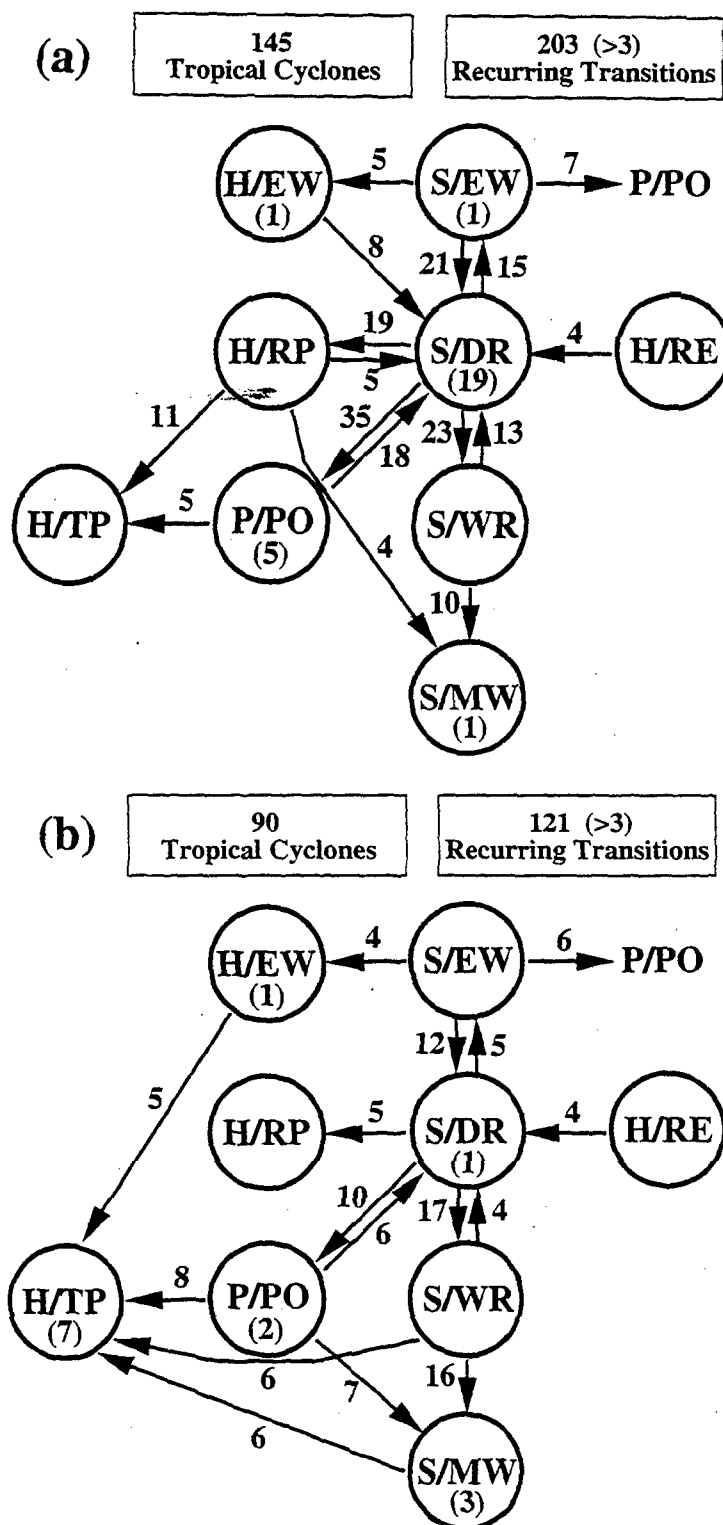 (a)
145
Tropical Cyclones
203 (>3)
Recurring Transitions
H/EW
(1)
5
S/EW
(1)
7
P/PO
8
21
15
H/RP
19
5
S/DR
(19)
4
H/RE
11
35
18
23
13
H/TP
5
P/PO
(5)
4
S/WR
10
S/MW
(1)
(b)
90
Tropical Cyclones
121 (>3)
Recurring Transitions
H/EW
(1)
4
S/EW
6
P/PO
12
5
5
H/RP
5
S/DR
(1)
4
H/RE
10
6
17
4
H/TP
(7)
8
P/PO
(2)
S/WR
6
7
16
6
S/MW
(3)